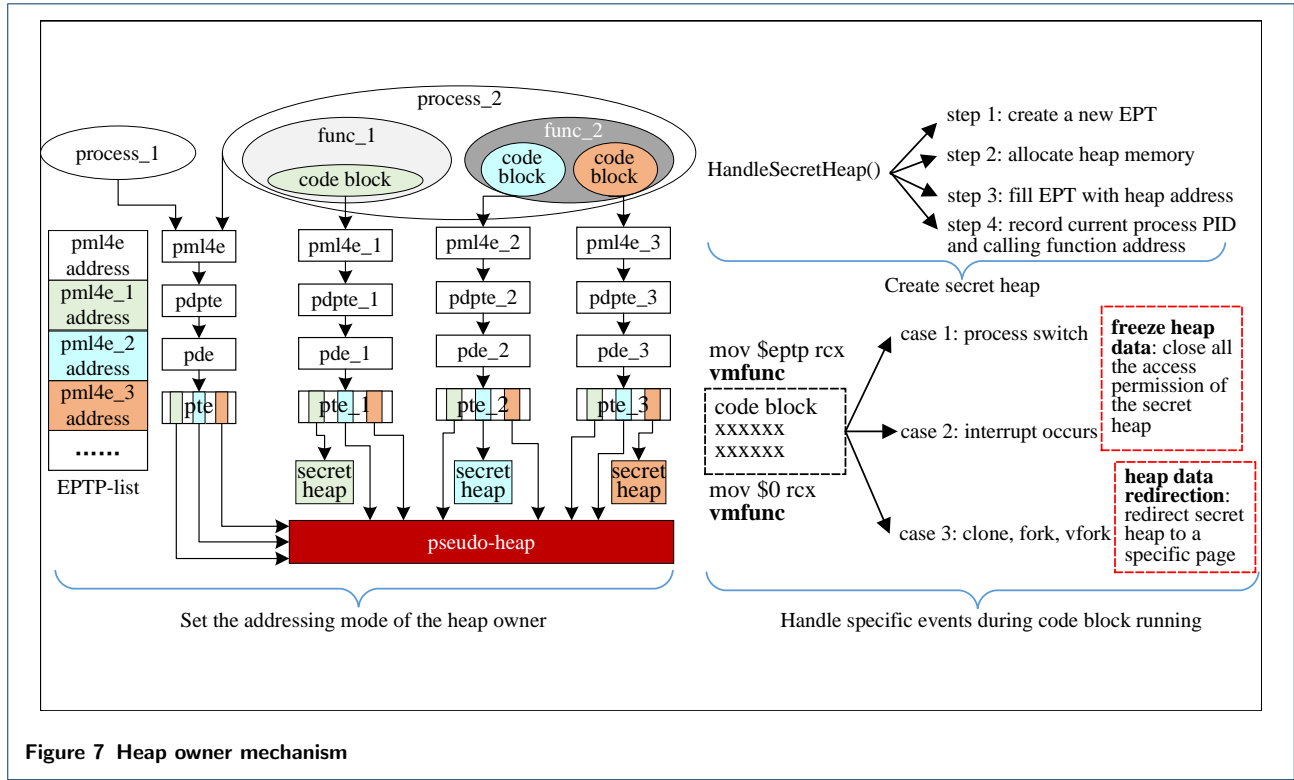 process_1
process_2
func_1
code block
func_2
code
block
code
block
pml4e
address
pml4e_1
address
pml4e_2
address
pml4e_3
address
......
EPTP-list
pml4e
pdpte
pde
pte
pml4e_1
pdpte_1
pde_1
pte_1
secret
heap
pml4e_2
pdpte_2
pde_2
pte_2
secret
heap
pml4e_3
pdpte_3
pde_3
pte_3
secret
heap
pseudo-heap
Set the addressing mode of the heap owner
HandleSecretHeap()
step 1: create a new EPT
step 2: allocate heap memory
step 3: fill EPT with heap address
step 4: record current process PID
and calling function address
Create secret heap
mov $eptp rcx
vmfunc
code block
xxxxxx
xxxxxx
mov $0 rcx
vmfunc
case 1: process switch
case 2: interrupt occurs
case 3: clone, fork, vfork
freeze heap
data: close all
the access
permission of
the secret
heap
heap data
redirection:
redirect secret
heap to a
specific page
Handle specific events during code block running
Figure 7 Heap owner mechanism